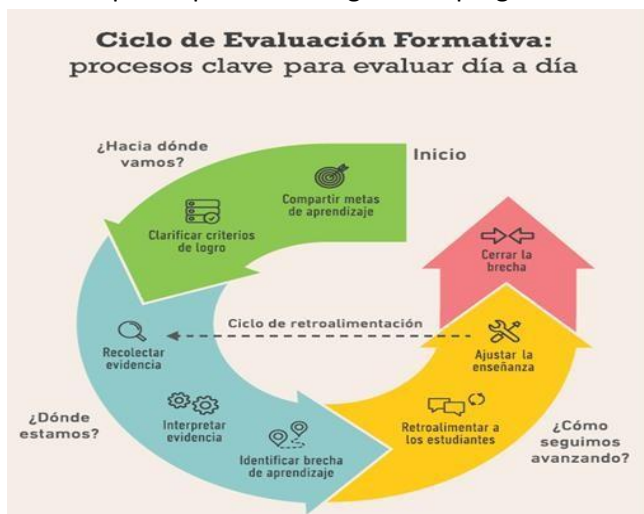 Ciclo de Evaluación Formativa:
procesos clave para evaluar día a día
¿Hacia dónde
vamos?
Inicio
Compartir metas
de aprendizaje
Clarificar criterios
de logro
Recolectar
evidencia
Interpretar
evidencia
Identificar brecha
de aprendizaje
¿Dónde
estamos?
Ciclo de retroalimentación
Retroalimentar a
los estudiantes
Ajustar la
enseñanza
Cerrar la
brecha
¿Cómo
seguimos
avanzando?